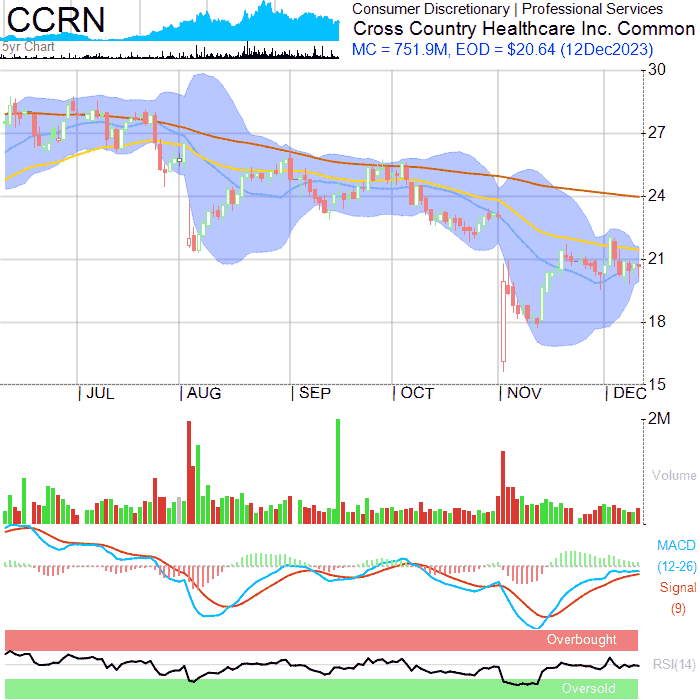 CCRN
5yr Chart
Consumer Discretionary | Professional Services
Cross Country Healthcare Inc. Common
MC = 751.9M, EOD = $20.64 (12Dec2023)
30
27
24
21
18
15
JUL
AUG
SEP
OCT
NOV
DEC
2M
Volume
MACD
(12-26)
Signal
(9)
Overbought
RSI(14)
Oversold